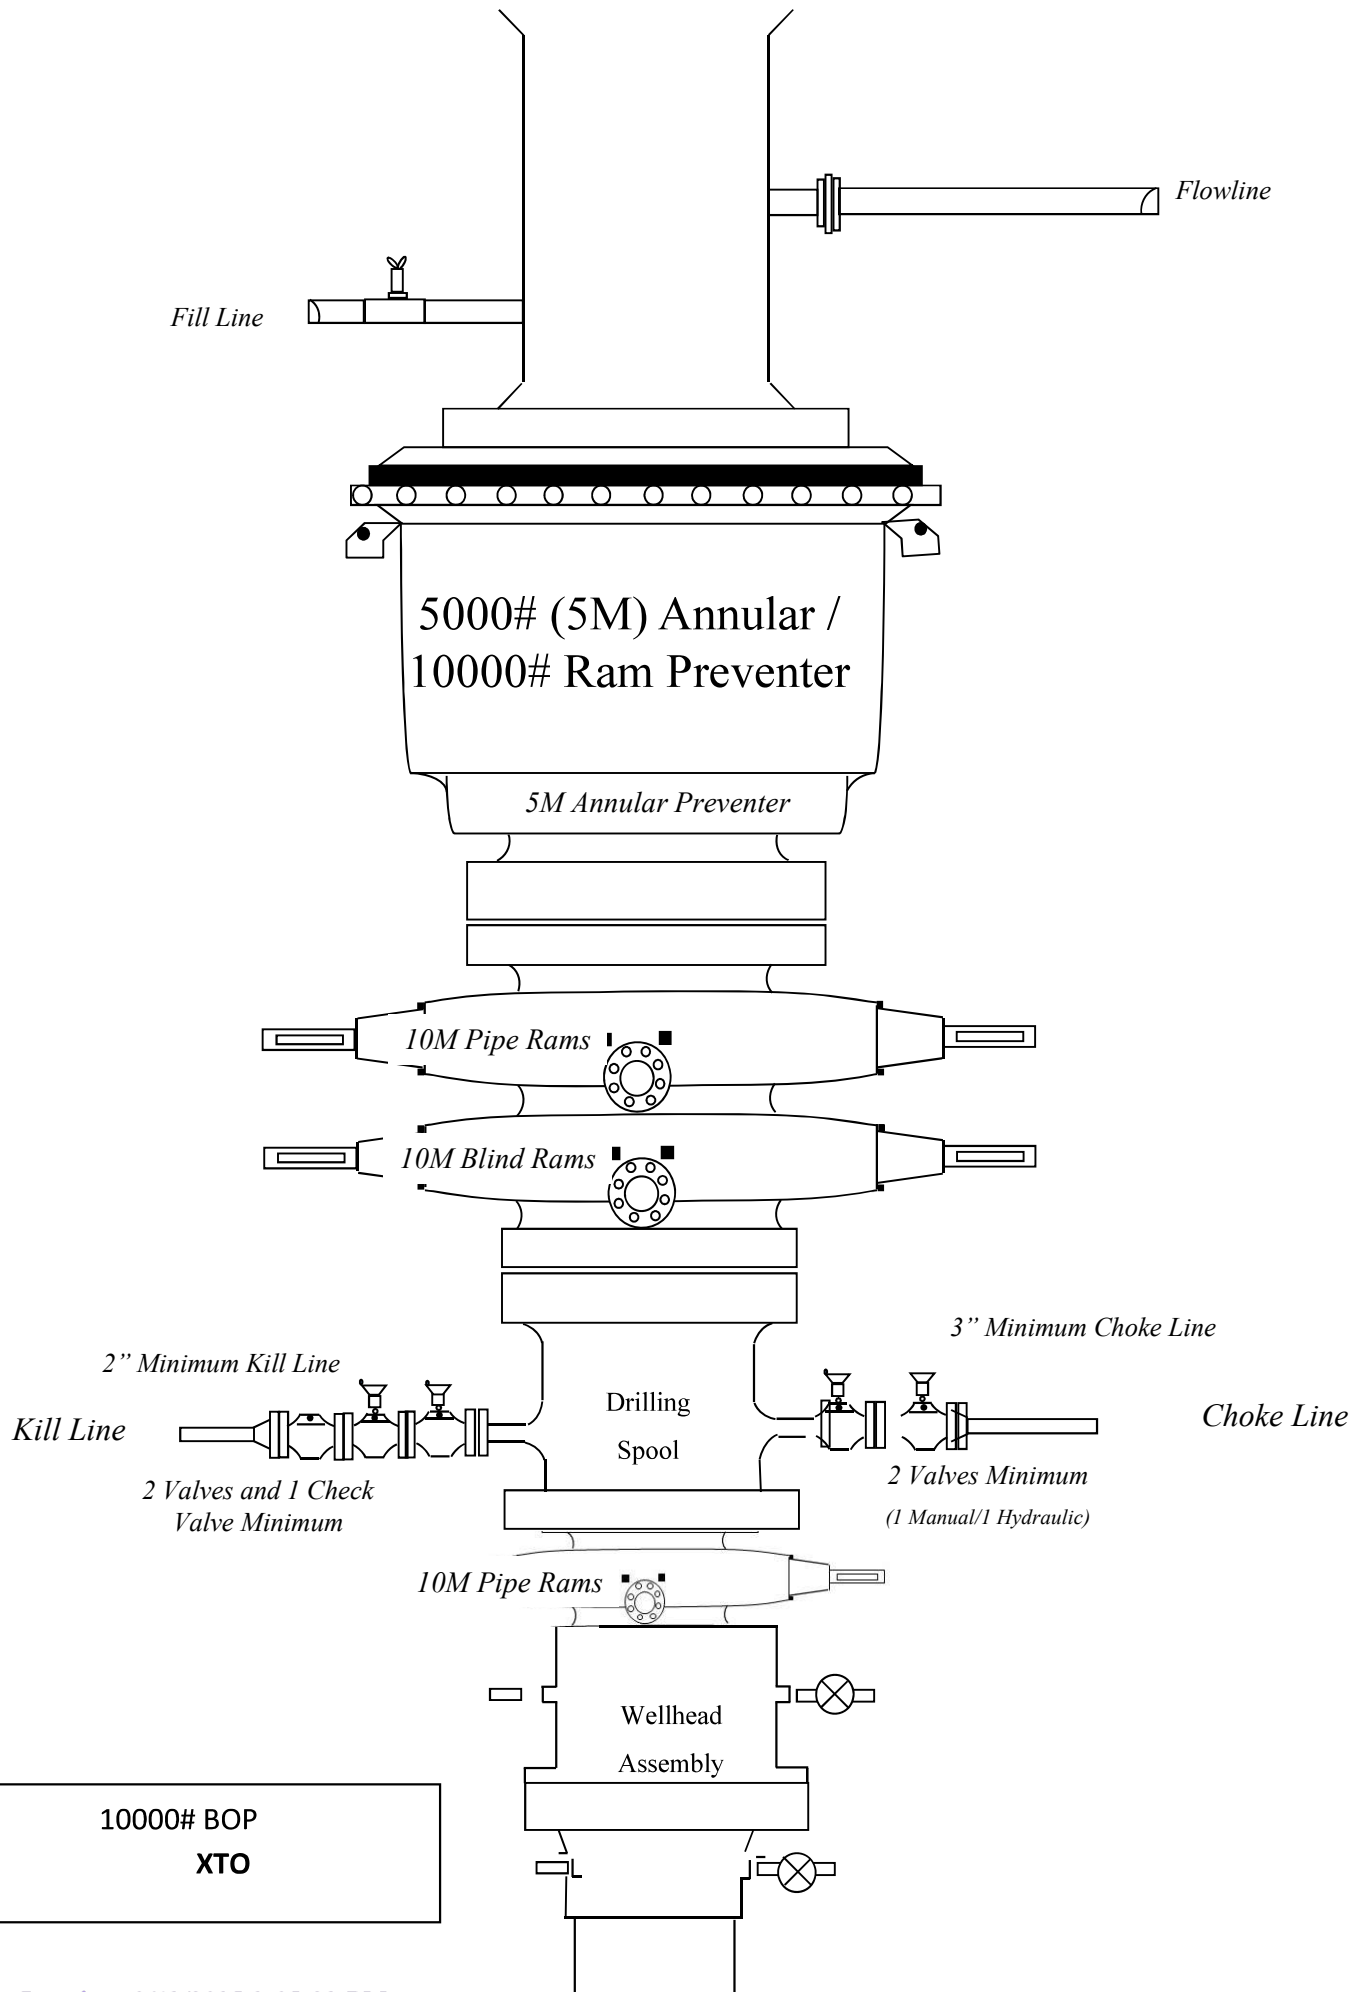 Flowline
Fill Line
5000# (5M) Annular /
10000# Ram Preventer
5M Annular Preventer
10M Pipe Rams
10M Blind Rams
3” Minimum Choke Line
2” Minimum Kill Line
Drilling
Spool
Kill Line
Choke Line
2 Valves and 1 Check
Valve Minimum
2 Valves Minimum
(1 Manual/1 Hydraulic)
10M Pipe Rams
Wellhead
Assembly
10000# BOP
XTO